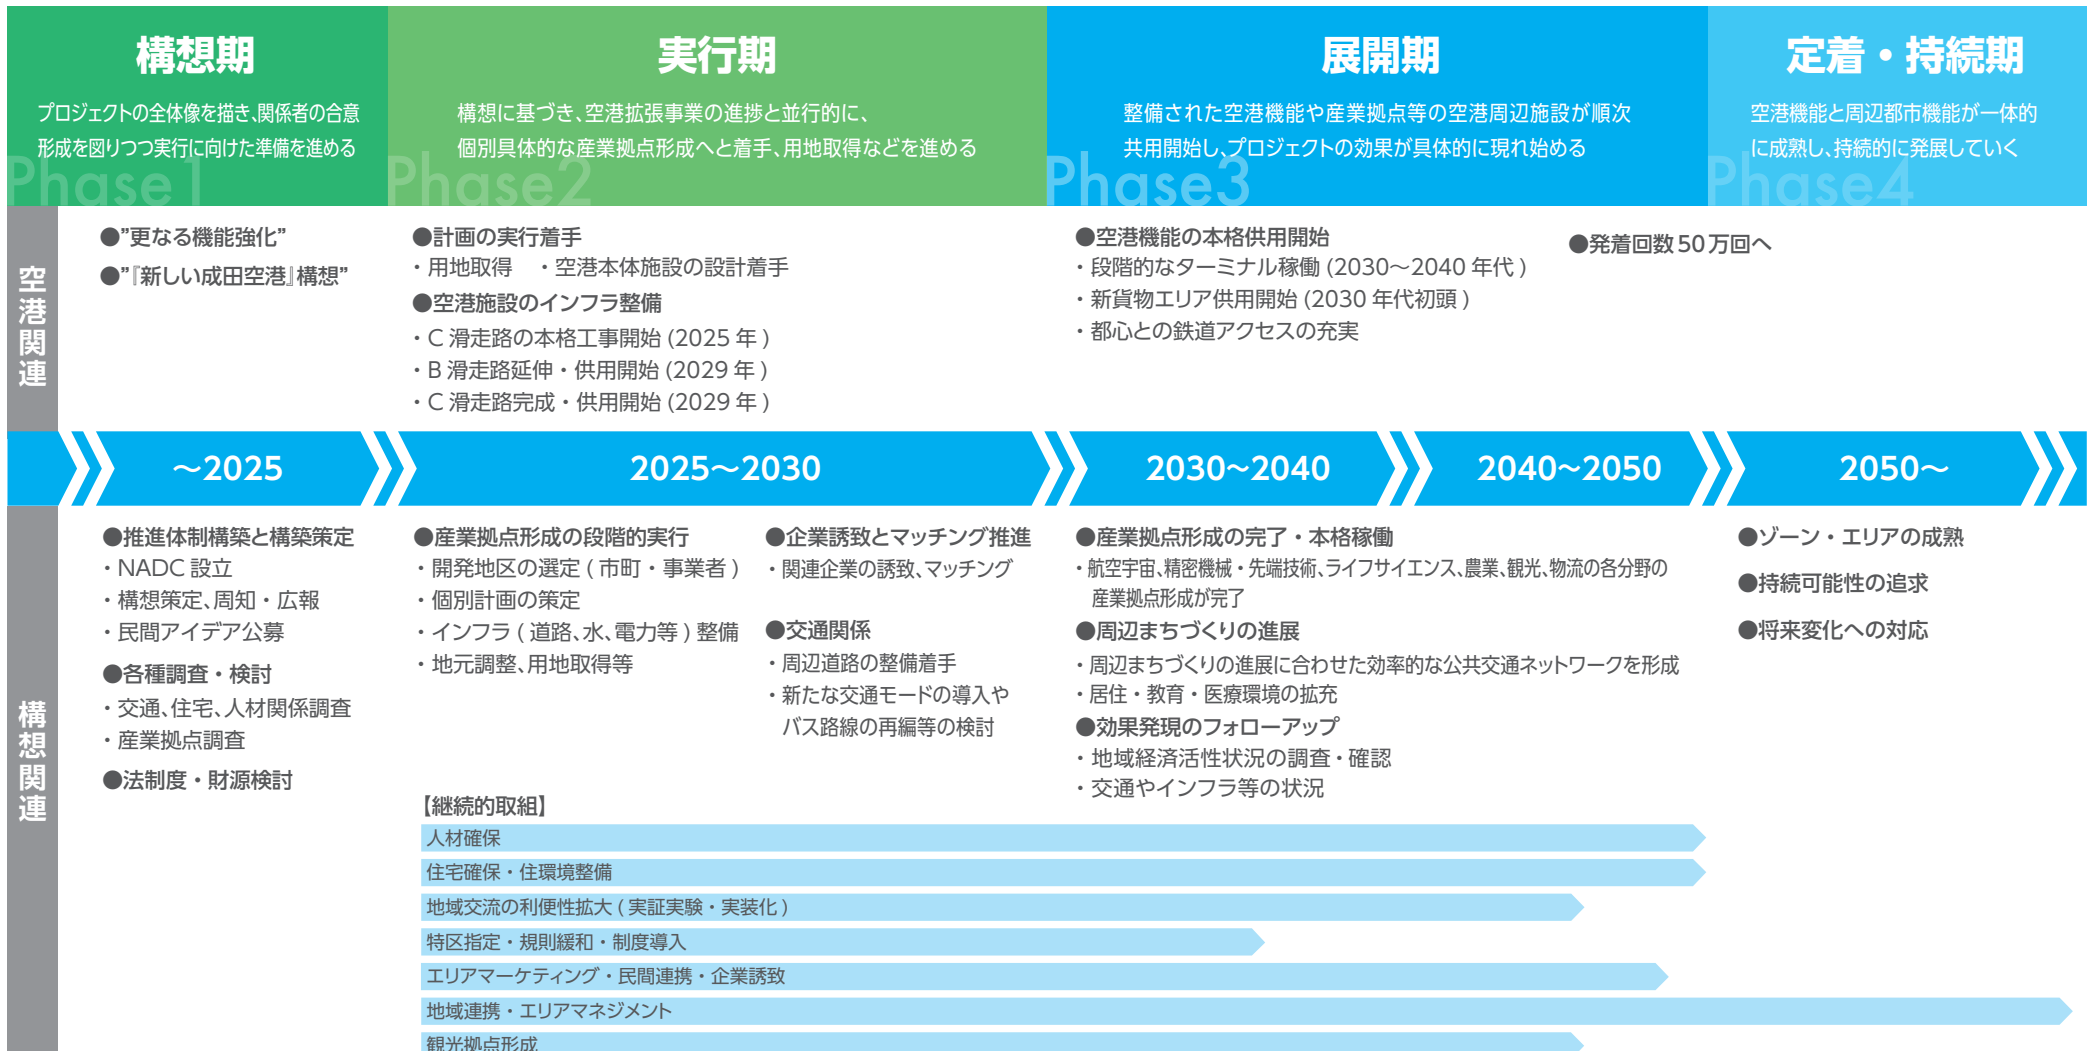 構想期
プロジェクトの全体像を描き、関係者の合意
形成を図りつつ実行に向けた準備を進める
Phase1
実行期
構想に基づき、空港拡張事業の進捗と並行的に、
個別具体的な産業拠点形成へと着手、用地取得などを進める
Phase2
展開期
整備された空港機能や産業拠点等の空港周辺施設が順次
共用開始し、プロジェクトの効果が具体的に現れ始める
Phase3
定着・持続期
空港機能と周辺都市機能が一体的
に成熟し、持続的に発展していく
Phase4
空港関連
●”更なる機能強化”
●”『新しい成田空港』構想”
●計画の実行着手
・用地取得　・空港本体施設の設計着手
●空港施設のインフラ整備
・C 滑走路の本格工事開始 (2025 年 )
・B 滑走路延伸・供用開始 (2029 年 )
・C 滑走路完成・供用開始 (2029 年 )
●空港機能の本格供用開始
・段階的なターミナル稼働 (2030～2040 年代 )
・新貨物エリア供用開始 (2030 年代初頭 )
・都心との鉄道アクセスの充実
●発着回数 50 万回へ
～2025
2025～2030
2030~2040
2040~2050
2050～
構想関連
●推進体制構築と構築策定
・NADC 設立
・構想策定、周知・広報
・民間アイデア公募
●各種調査・検討
・交通、住宅、人材関係調査
・産業拠点調査
●法制度・財源検討
●産業拠点形成の段階的実行
・開発地区の選定 ( 市町・事業者 )
・個別計画の策定
・インフラ ( 道路、水、電力等 ) 整備
・地元調整、用地取得等
●企業誘致とマッチング推進
・関連企業の誘致、マッチング
●交通関係
・周辺道路の整備着手
・新たな交通モードの導入や
バス路線の再編等の検討
●産業拠点形成の完了・本格稼働
・航空宇宙、精密機械・先端技術、ライフサイエンス、農業、観光、物流の各分野の
産業拠点形成が完了
●周辺まちづくりの進展
・周辺まちづくりの進展に合わせた効率的な公共交通ネットワークを形成
・居住・教育・医療環境の拡充
●効果発現のフォローアップ
・地域経済活性状況の調査・確認
・交通やインフラ等の状況
●ゾーン・エリアの成熟
●持続可能性の追求
●将来変化への対応
【継続的取組】
人材確保
住宅確保・住環境整備
地域交流の利便性拡大 ( 実証実験・実装化 )
特区指定・規則緩和・制度導入
エリアマーケティング・民間連携・企業誘致
地域連携・エリアマネジメント
観光拠点形成